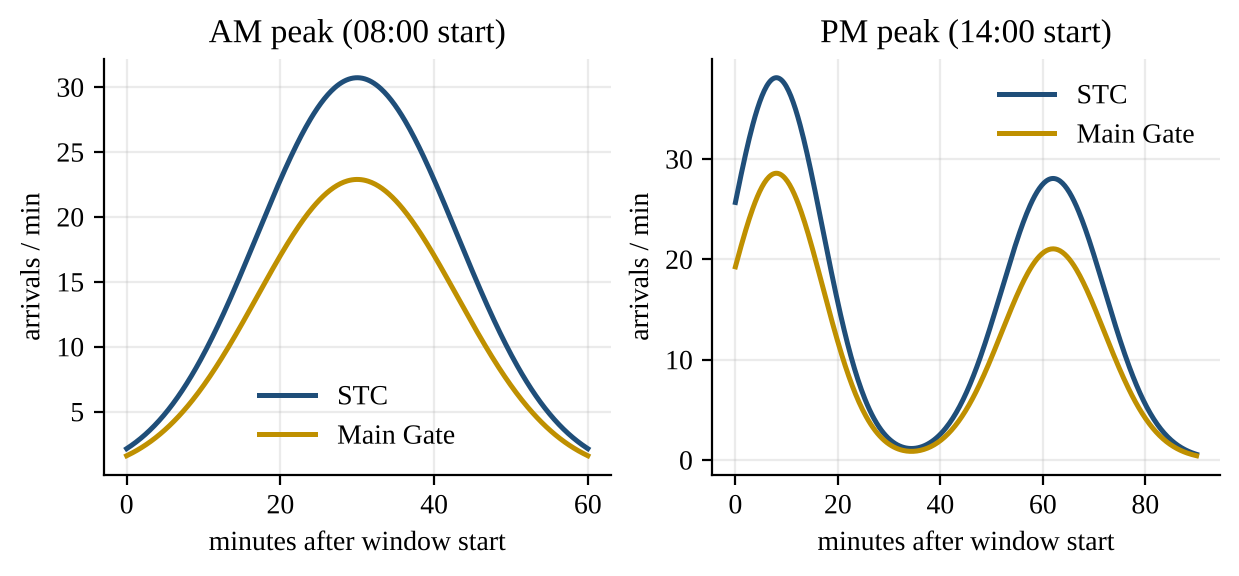 AM peak (08:00 start)
arrivals / min
30
25
20
15
10
5
STC
Main Gate
0 20 40 60
minutes after window start
PM peak (14:00 start)
arrivals / min
30
20
10
0
STC
Main Gate
0 20 40 60 80
minutes after window start